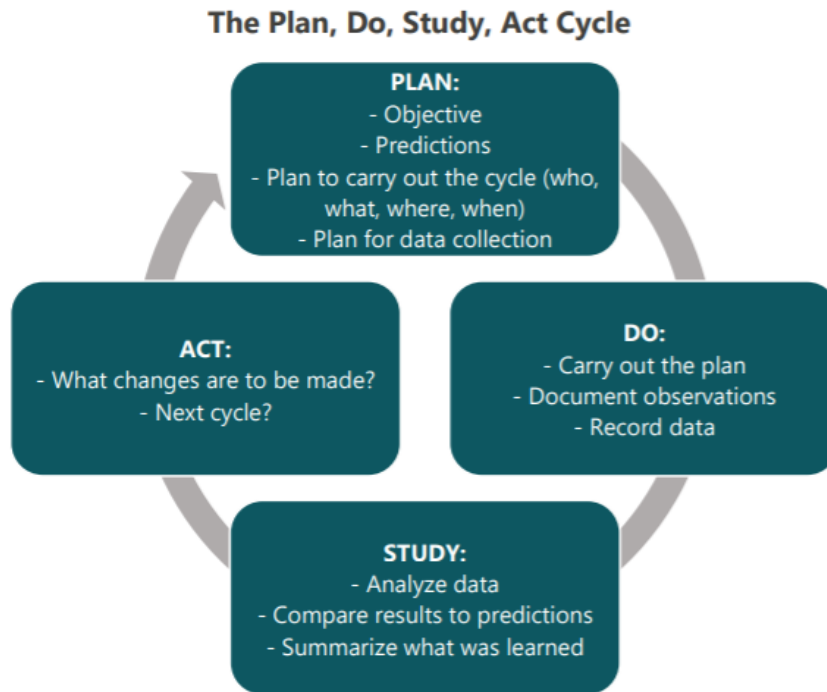 The Plan, Do, Study, Act Cycle
PLAN:
- Objective
- Predictions
- Plan to carry out the cycle (who,
what, where, when)
- Plan for data collection
DO:
- Carry out the plan
- Document observations
- Record data
STUDY:
- Analyze data
- Compare results to predictions
- Summarize what was learned
ACT:
- What changes are to be made?
- Next cycle?